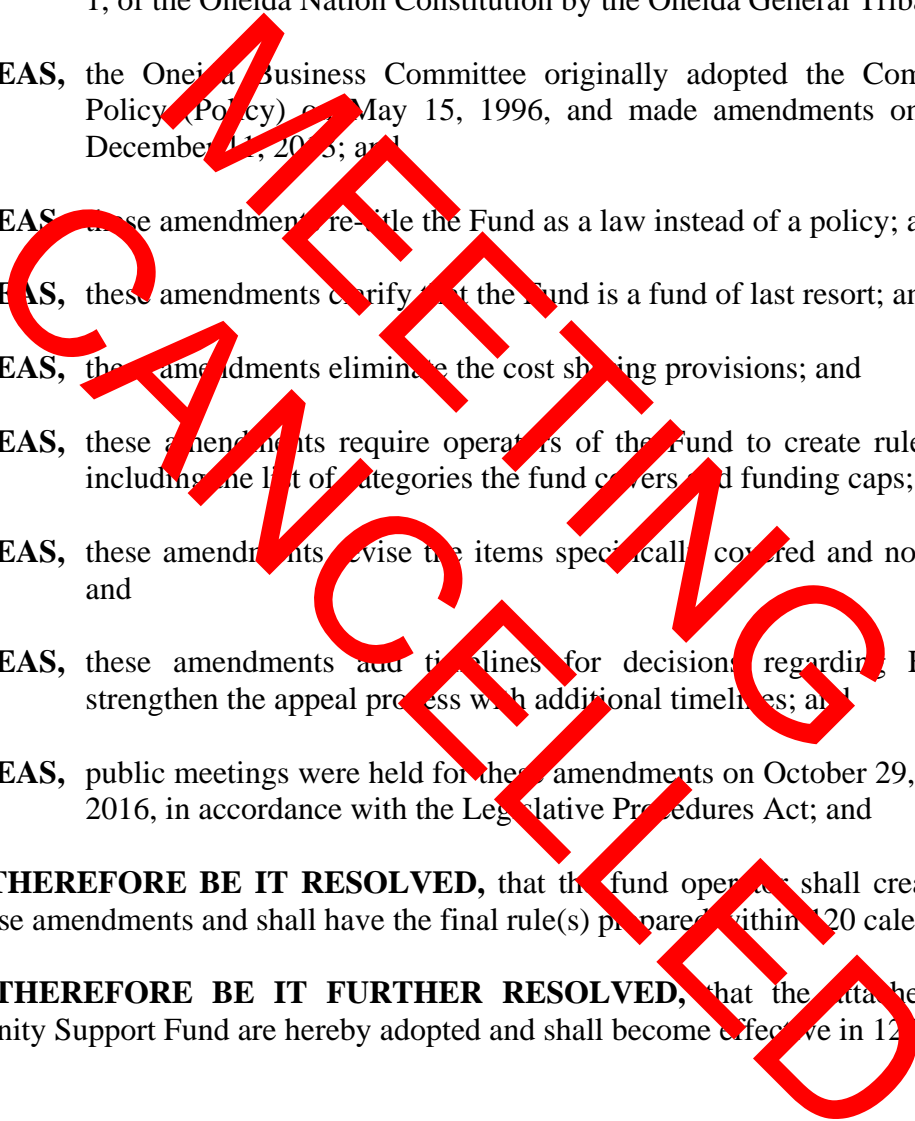 1, of the Oneida Nation Constitution by the Oneida General Triba
EAS, the Oneida Business Committee originally adopted the Com
Policy (Policy) on May 15, 1996, and made amendments on
December 11, 20 ; and
EAS, these amendments re-title the Fund as a law instead of a policy; a
EAS, these amendments clarify that the Fund is a fund of last resort; an
EAS, these amendments eliminate the cost sharing provisions; and
EAS, these amendments require operators of the Fund to create rule
including the list of categories the fund covers and funding caps;
EAS, these amendments revise the items specifically covered and no
and
EAS, these amendments add timelines for decisions regarding
strengthen the appeal process with additional timelines; and
EAS, public meetings were held for these amendments on October 29,
2016, in accordance with the Legislative Procedures Act; and
THEREFORE BE IT RESOLVED, that the fund operator shall crea
se amendments and shall have the final rule(s) prepared within 120 cale
THEREFORE BE IT FURTHER RESOLVED, that the attache
nity Support Fund are hereby adopted and shall become effective in 12
MEETING
CANCELLED